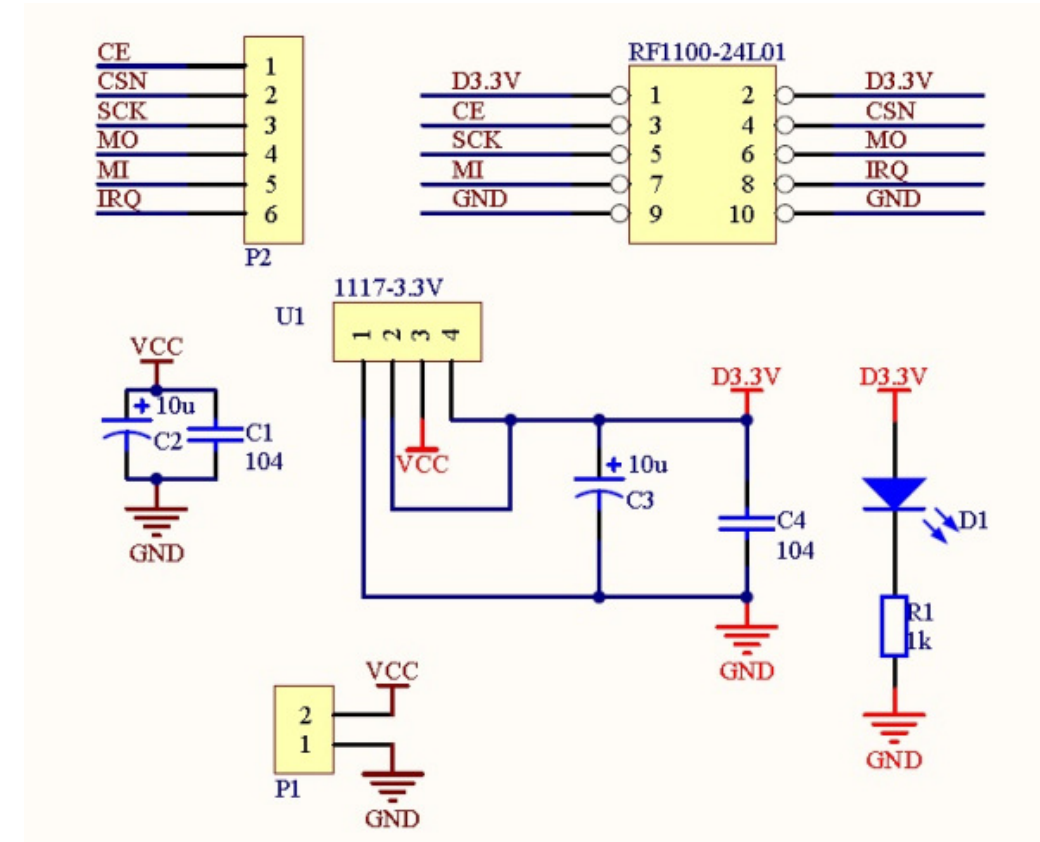 CE
CSN
SCK
MO
MI
IRQ
1
2
3
4
5
6
P2
RF1100-24L01
D3.3V 1 2 D3.3V
CE 3 4 CSN
SCK 5 6 MO
MI 7 8 IRQ
GND 9 10 GND
1117-3.3V
U1
1 2 3 4
VCC
+ 10u
C2
C1
104
GND
VCC
D3.3V
+ 10u
C3
C4
104
GND
D3.3V
D1
R1
1k
GND
VCC
2
1
P1
GND